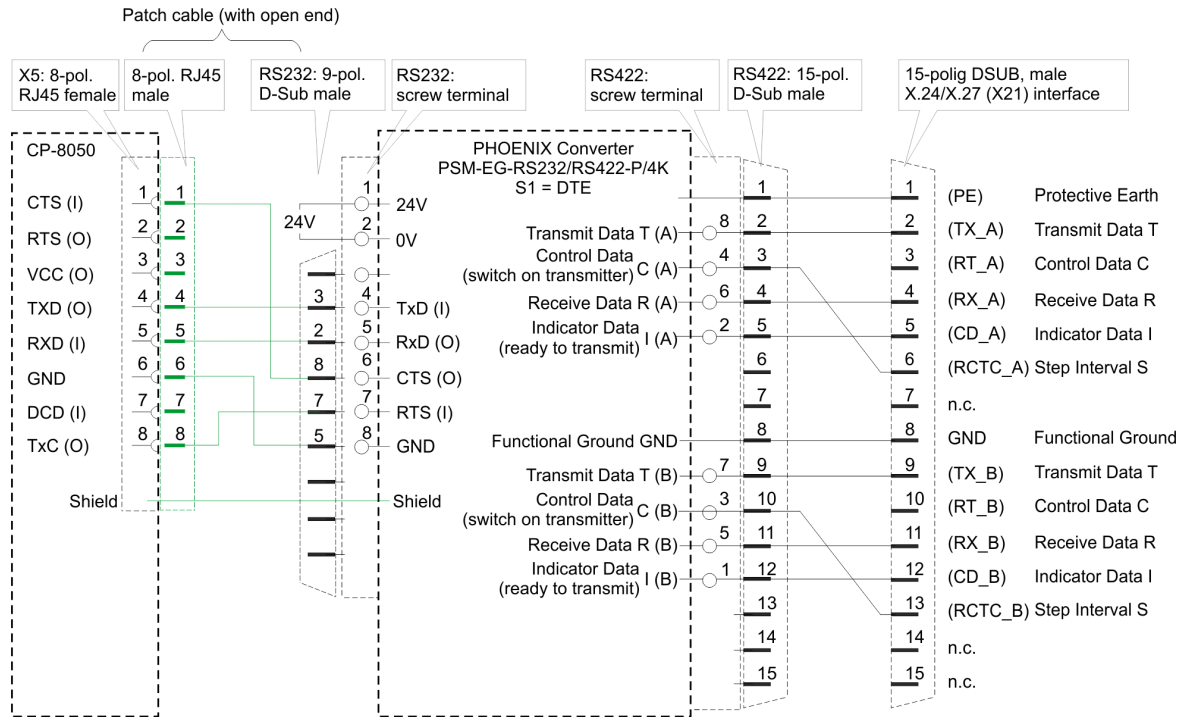 Patch cable (with open end)
X5: 8-pol.
RJ45 female
8-pol. RJ45
male
RS232: 9-pol.
D-Sub male
RS232:
screw terminal
RS422:
screw terminal
RS422: 15-pol.
D-Sub male
15-polig DSUB, male
X.24/X.27 (X21) interface
CP-8050
CTS (I)
RTS (O)
VCC (O)
TXD (O)
RXD (I)
GND
DCD (I)
TxC (O)
Shield
1
2
3
4
5
6
7
8
1
2
3
4
5
6
7
8
24V
3
2
8
7
5
1
2
4
5
6
7
8
PHOENIX Converter
PSM-EG-RS232/RS422-P/4K
S1 = DTE
24V
0V
TxD (I)
RxD (O)
CTS (O)
RTS (I)
GND
Shield
Transmit Data T (A)
Control Data
(switch on transmitter) C (A)
Receive Data R (A)
Indicator Data
(ready to transmit) I (A)
Functional Ground GND
Transmit Data T (B)
Control Data
(switch on transmitter) C (B)
Receive Data R (B)
Indicator Data
(ready to transmit) I (B)
8
4
6
2
7
3
5
1
1
2
3
4
5
6
7
8
9
10
11
12
13
14
15
1 (PE) Protective Earth
2 (TX_A) Transmit Data T
3 (RT_A) Control Data C
4 (RX_A) Receive Data R
5 (CD_A) Indicator Data I
6 (RCTC_A) Step Interval S
7 n.c.
8 GND Functional Ground
9 (TX_B) Transmit Data T
10 (RT_B) Control Data C
11 (RX_B) Receive Data R
12 (CD_B) Indicator Data I
13 (RCTC_B) Step Interval S
14 n.c.
15 n.c.